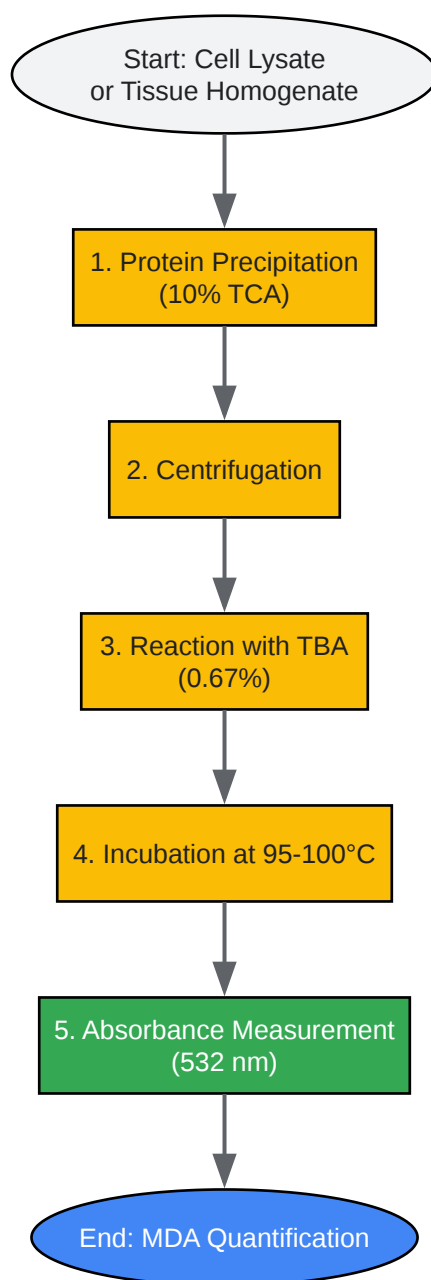 Start: Cell Lysate
or Tissue Homogenate
1. Protein Precipitation
(10% TCA)
2. Centrifugation
3. Reaction with TBA
(0.67%)
4. Incubation at 95-100°C
5. Absorbance Measurement
(532 nm)
End: MDA Quantification